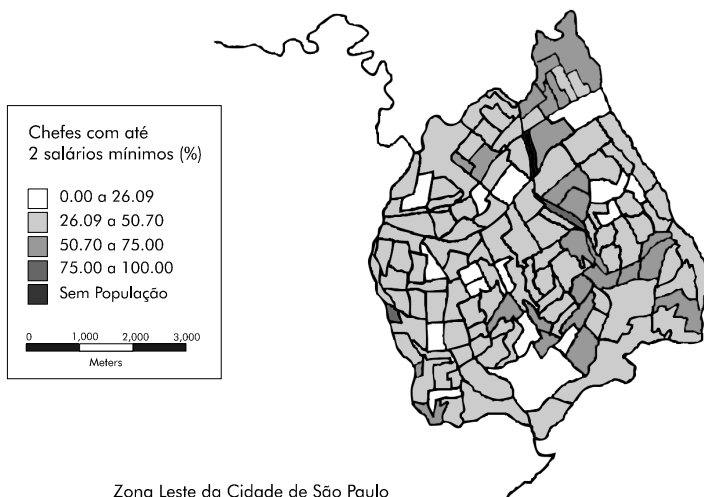 Chefes com até
2 salários mínimos (%)
0.00 a 26.09
26.09 a 50.70
50.70 a 75.00
75.00 a 100.00
Sem População
0 1,000 2,000 3,000
Meters
Zona Leste da Cidade de São Paulo